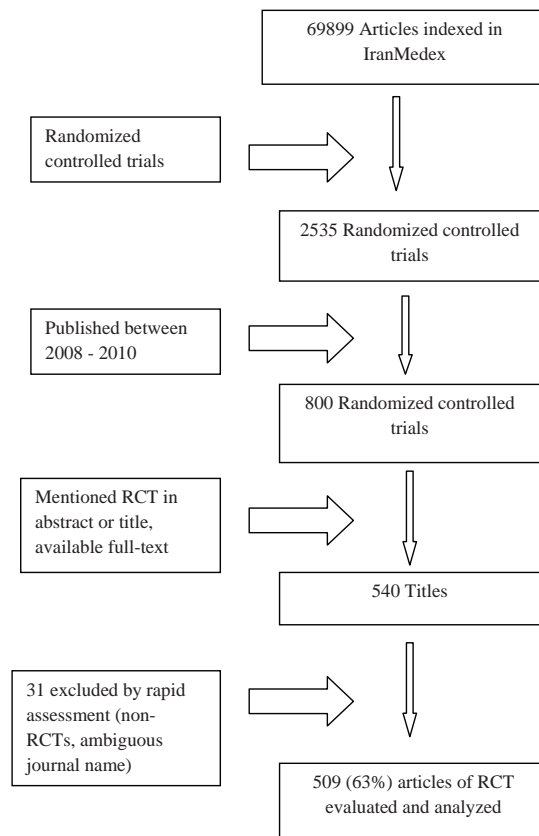 69899 Articles indexed in
IranMedex
Randomized
controlled trials
2535 Randomized controlled
trials
Published between
2008 - 2010
800 Randomized controlled
trials
Mentioned RCT in
abstract or title,
available full-text
540 Titles
31 excluded by rapid
assessment (non-
RCTs, ambiguous
journal name)
509 (63%) articles of RCT
evaluated and analyzed